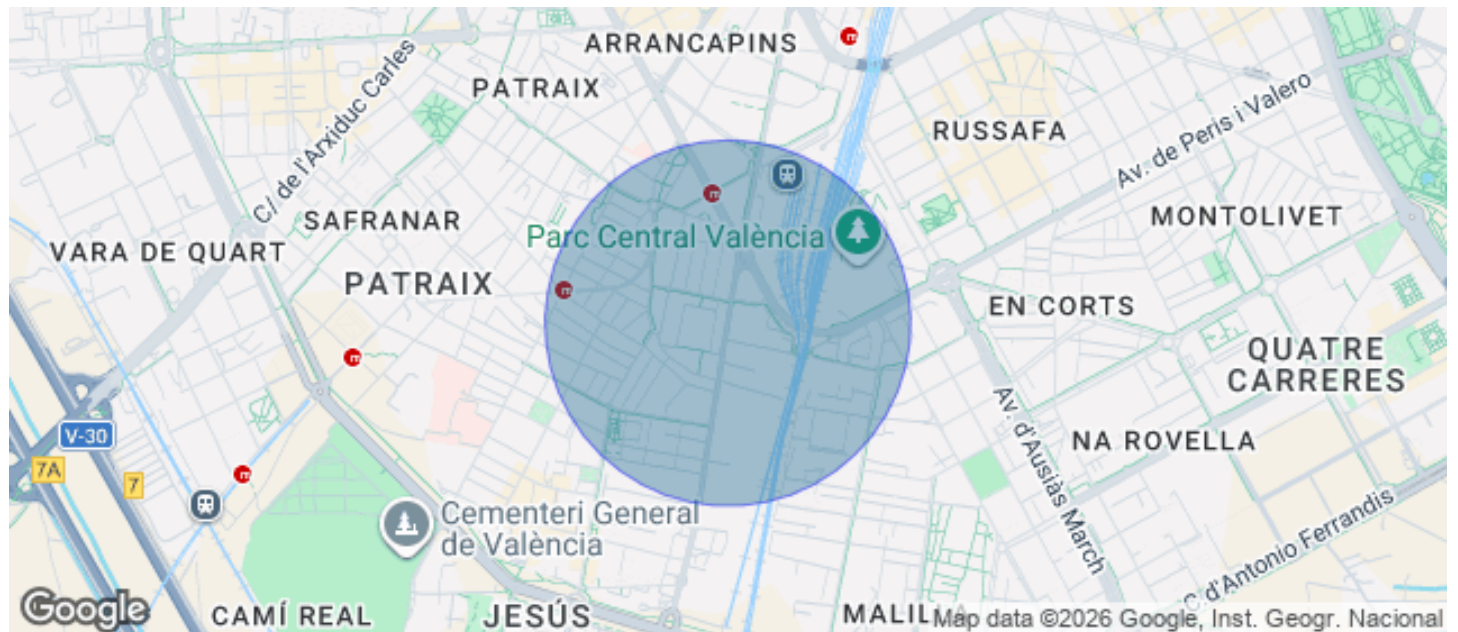 ARRANCAPINS
PATRAIX
C/ de l'Arxiduc Carles
RUSSAFA
Av. de Peris i Valero
SAFRANAR
MONTOLIVET
VARA DE QUART
Parc Central València
PATRAIX
EN CORTS
QUATRE
CARRERES
Av. d'Ausiàs March
V-30
NA ROVELLA
7A
7
Cementeri General
de València
C. d'Antonio Ferrandis
Google
CAMÍ REAL
JESÚS
MALIL
Map data ©2026 Google, Inst. Geogr. Nacional